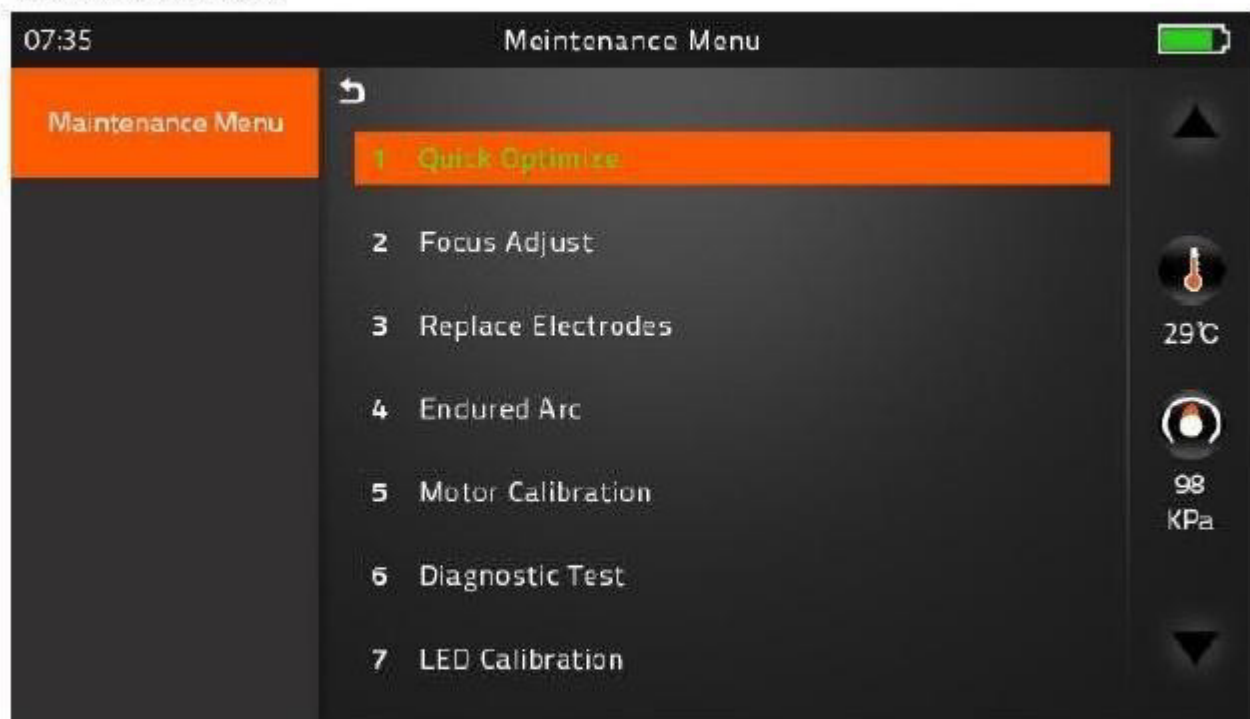 07:35
Meintenance Menu
Maintenance Menu
1 Quick Optimize
2 Focus Adjust
3 Replace Electrodes
4 Endured Arc
5 Motor Calibration
6 Diagnostic Test
7 LED Calibration
29℃
98
KPa